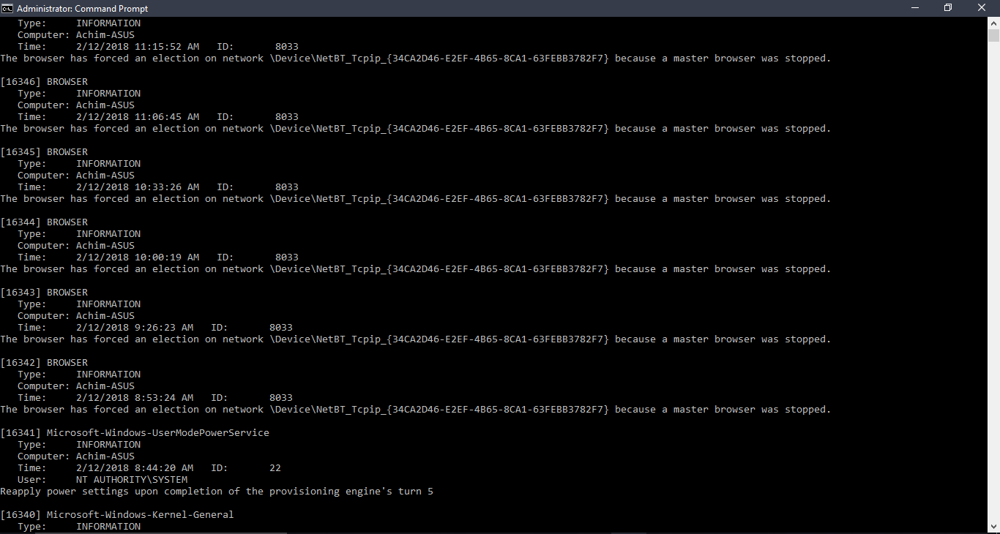 Administrator: Command Prompt
Type: INFORMATION
Computer: Achim-ASUS
Time: 2/12/2018 11:15:52 AM ID: 8033
The browser has forced an election on network \Device\NetBT_Tcpip_{34CA2D46-E2EF-4B65-8CA1-63FEBB3782F7} because a master browser was stopped.
[16346] BROWSER
Type: INFORMATION
Computer: Achim-ASUS
Time: 2/12/2018 11:06:45 AM ID: 8033
The browser has forced an election on network \Device\NetBT_Tcpip_{34CA2D46-E2EF-4B65-8CA1-63FEBB3782F7} because a master browser was stopped.
[16345] BROWSER
Type: INFORMATION
Computer: Achim-ASUS
Time: 2/12/2018 10:33:26 AM ID: 8033
The browser has forced an election on network \Device\NetBT_Tcpip_{34CA2D46-E2EF-4B65-8CA1-63FEBB3782F7} because a master browser was stopped.
[16344] BROWSER
Type: INFORMATION
Computer: Achim-ASUS
Time: 2/12/2018 10:00:19 AM ID: 8033
The browser has forced an election on network \Device\NetBT_Tcpip_{34CA2D46-E2EF-4B65-8CA1-63FEBB3782F7} because a master browser was stopped.
[16343] BROWSER
Type: INFORMATION
Computer: Achim-ASUS
Time: 2/12/2018 9:26:23 AM ID: 8033
The browser has forced an election on network \Device\NetBT_Tcpip_{34CA2D46-E2EF-4B65-8CA1-63FEBB3782F7} because a master browser was stopped.
[16342] BROWSER
Type: INFORMATION
Computer: Achim-ASUS
Time: 2/12/2018 8:53:24 AM ID: 8033
The browser has forced an election on network \Device\NetBT_Tcpip_{34CA2D46-E2EF-4B65-8CA1-63FEBB3782F7} because a master browser was stopped.
[16341] Microsoft-Windows-UserModePowerService
Type: INFORMATION
Computer: Achim-ASUS
Time: 2/12/2018 8:44:20 AM ID: 22
User: NT AUTHORITY\SYSTEM
Reapply power settings upon completion of the provisioning engine's turn 5
[16340] Microsoft-Windows-Kernel-General
Type: INFORMATION